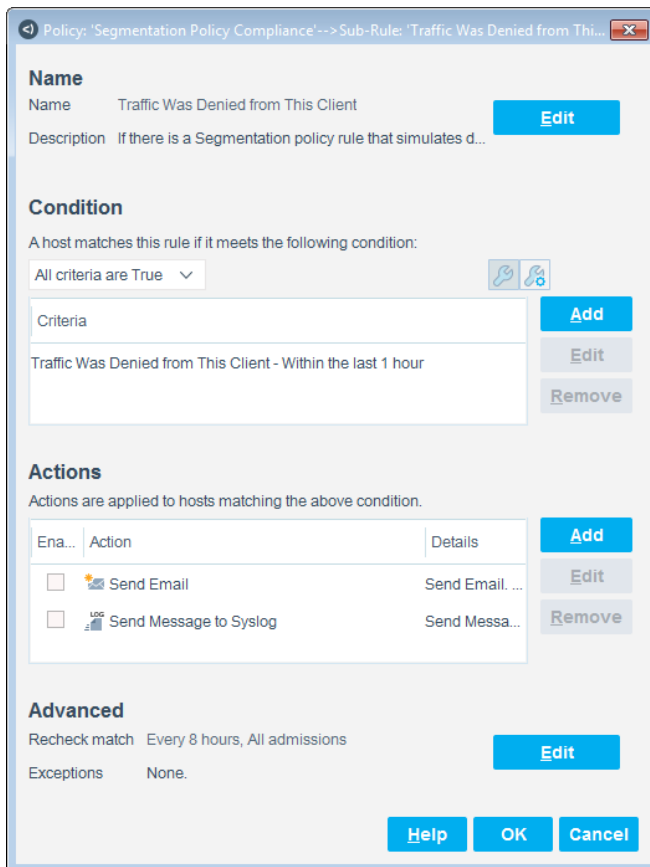 Policy: 'Segmentation Policy Compliance'-->Sub-Rule: 'Traffic Was Denied from Thi...
Name
Name Traffic Was Denied from This Client
Edit
Description If there is a Segmentation policy rule that simulates d...
Condition
A host matches this rule if it meets the following condition:
All criteria are True
Criteria
Add
Traffic Was Denied from This Client - Within the last 1 hour
Edit
Remove
Actions
Actions are applied to hosts matching the above condition.
Ena... Action Details
Add
Send Email Send Email. ...
Edit
LOG Send Message to Syslog Send Messa...
Remove
Advanced
Recheck match Every 8 hours, All admissions
Edit
Exceptions None.
Help OK Cancel